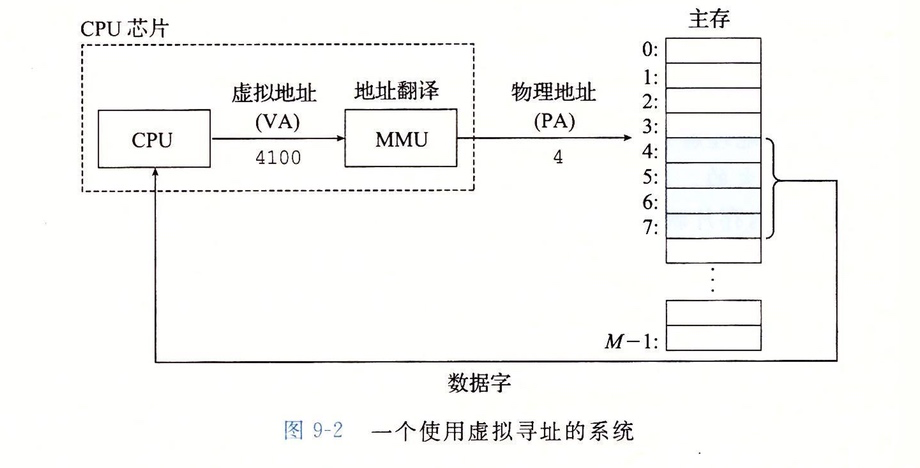 CPU 芯片
CPU
虚拟地址
(VA)
4100
地址翻译
MMU
物理地址
(PA)
4
主存
0:
1:
2:
3:
4:
5:
6:
7:
M−1:
数据字
图 9-2 一个使用虚拟寻址的系统